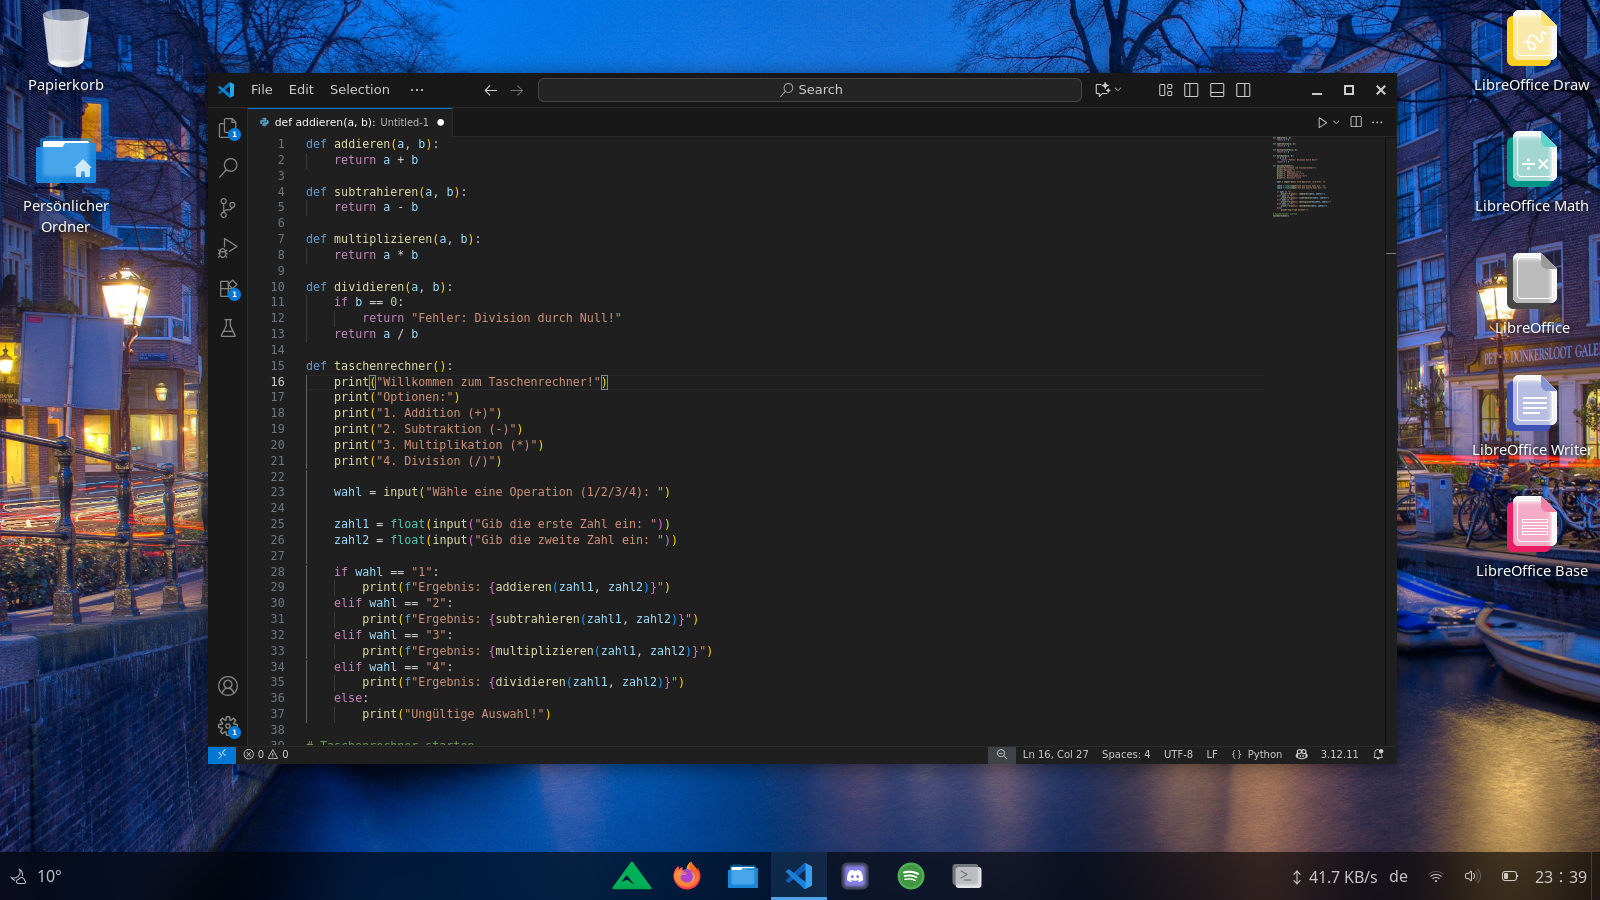 Papierkorb
Persönlicher
Ordner
File Edit Selection ···
Search
def addieren(a, b): Untitled-1
1 def addieren(a, b):
2 return a + b
3
4 def subtrahieren(a, b):
5 return a - b
6
7 def multiplizieren(a, b):
8 return a * b
9
10 def dividieren(a, b):
11 if b == 0:
12 return "Fehler: Division durch Null!"
13 return a / b
14
15 def taschenrechner():
16 print("Willkommen zum Taschenrechner!")
17 print("Optionen:")
18 print("1. Addition (+)")
19 print("2. Subtraktion (-)")
20 print("3. Multiplikation (*)")
21 print("4. Division (/)")
22
23 wahl = input("Wähle eine Operation (1/2/3/4): ")
24
25 zahl1 = float(input("Gib die erste Zahl ein: "))
26 zahl2 = float(input("Gib die zweite Zahl ein: "))
27
28 if wahl == "1":
29 print(f"Ergebnis: {addieren(zahl1, zahl2)}")
30 elif wahl == "2":
31 print(f"Ergebnis: {subtrahieren(zahl1, zahl2)}")
32 elif wahl == "3":
33 print(f"Ergebnis: {multiplizieren(zahl1, zahl2)}")
34 elif wahl == "4":
35 print(f"Ergebnis: {dividieren(zahl1, zahl2)}")
36 else:
37 print("Ungültige Auswahl!")
38
39 # Taschenrechner starten
1
1
1
0 0
Ln 16, Col 27 Spaces: 4 UTF-8 LF {} Python 3.12.11
LibreOffice Draw
LibreOffice Math
LibreOffice
DONKERSLOOT
LibreOffice Writer
LibreOffice Base
10°
41.7 KB/s de 23 : 39